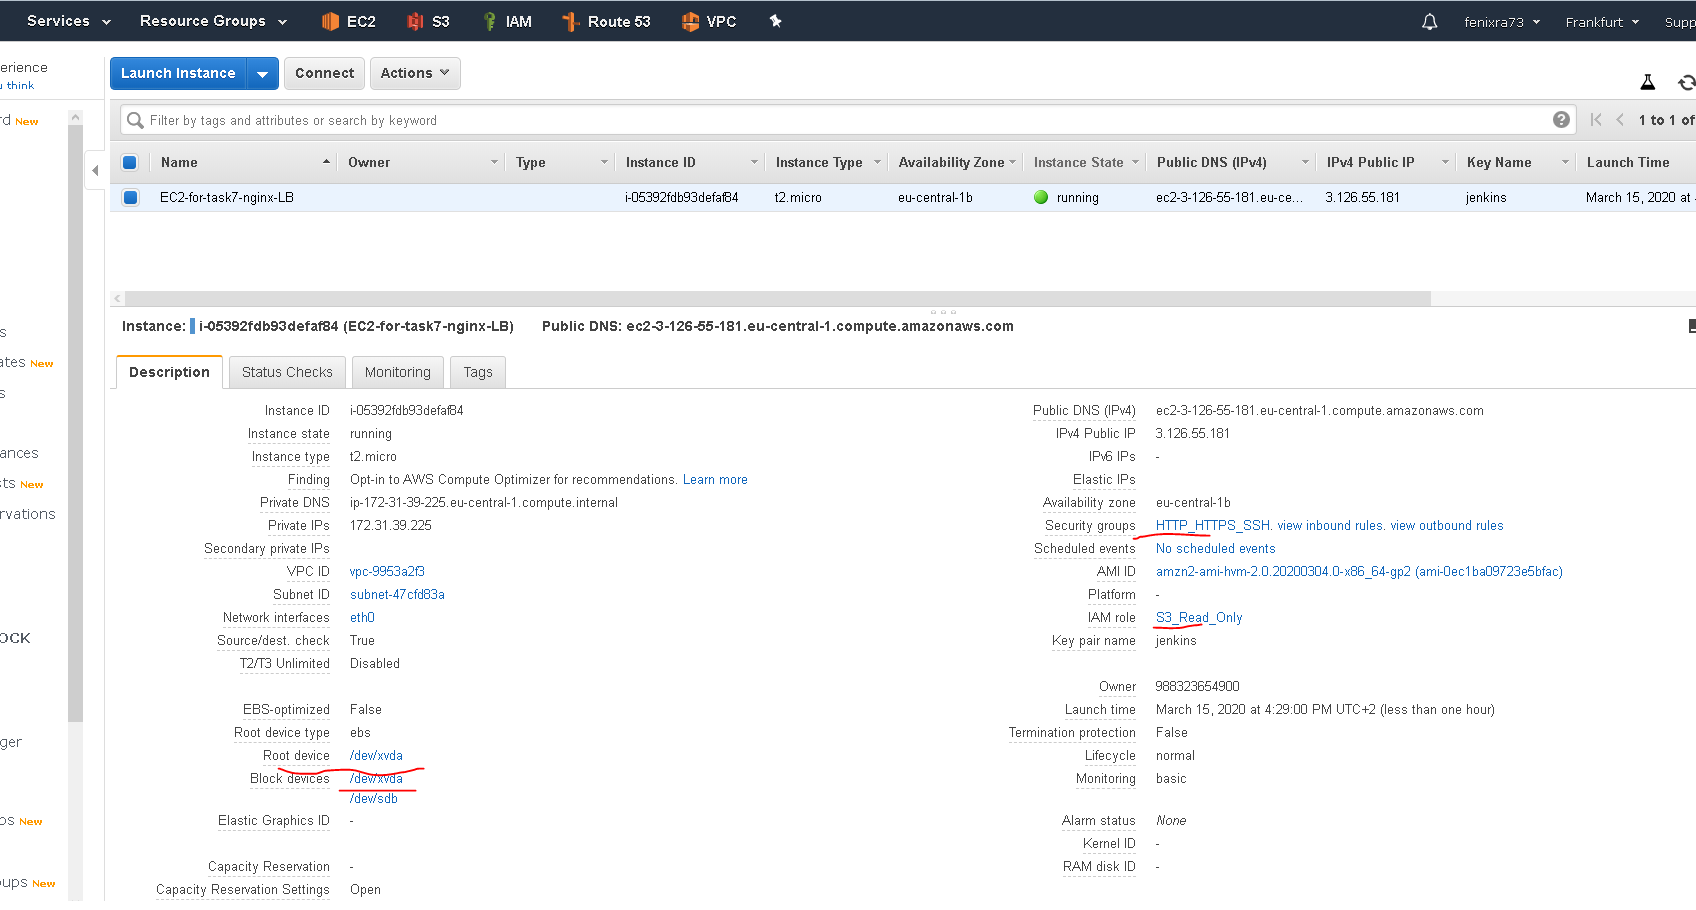 Services Resource Groups EC2 S3 IAM Route 53 VPC fenixra73 Frankfurt Supp
erience
u think
Launch Instance Connect Actions
rd New
Filter by tags and attributes or search by keyword 1 to 1 of
Name Owner Type Instance ID Instance Type Availability Zone Instance State Public DNS (IPv4) IPv4 Public IP Key Name Launch Time
EC2-for-task7-nginx-LB i-05392fdb93defaf84 t2.micro eu-central-1b running ec2-3-126-55-181.eu-ce... 3.126.55.181 jenkins March 15, 2020 at
s
ates New
s
ances
sts New
rvations
OCK
ger
ps New
oups New
Instance: i-05392fdb93defaf84 (EC2-for-task7-nginx-LB) Public DNS: ec2-3-126-55-181.eu-central-1.compute.amazonaws.com
Description Status Checks Monitoring Tags
Instance ID i-05392fdb93defaf84 Public DNS (IPv4) ec2-3-126-55-181.eu-central-1.compute.amazonaws.com
Instance state running IPv4 Public IP 3.126.55.181
Instance type t2.micro IPv6 IPs -
Finding Opt-in to AWS Compute Optimizer for recommendations. Learn more Elastic IPs
Private DNS ip-172-31-39-225.eu-central-1.compute.internal Availability zone eu-central-1b
Private IPs 172.31.39.225 Security groups HTTP_HTTPS_SSH. view inbound rules. view outbound rules
Secondary private IPs Scheduled events No scheduled events
VPC ID vpc-9953a2f3 AMI ID amzn2-ami-hvm-2.0.20200304.0-x86_64-gp2 (ami-0ec1ba09723e5bfac)
Subnet ID subnet-47cfd83a Platform -
Network interfaces eth0 IAM role S3_Read_Only
Source/dest. check True Key pair name jenkins
T2/T3 Unlimited Disabled
Owner 988323654900
EBS-optimized False Launch time March 15, 2020 at 4:29:00 PM UTC+2 (less than one hour)
Root device type ebs Termination protection False
Root device /dev/xvda Lifecycle normal
Block devices /dev/xvda Monitoring basic
/dev/sdb
Elastic Graphics ID - Alarm status None
Kernel ID -
Capacity Reservation - RAM disk ID -
Capacity Reservation Settings Open